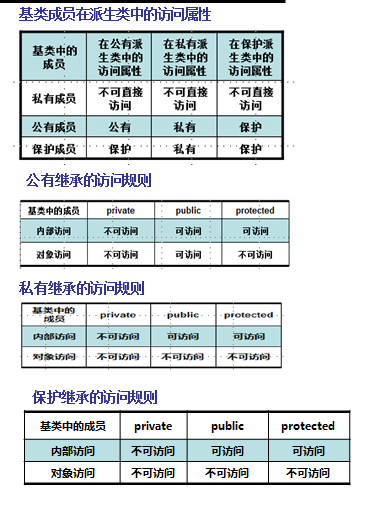 基类成员在派生类中的访问属性
基类中的 在公有派 在私有派 在保护派
成员 生类中的 生类中的 生类中的
访问属性 访问属性 访问属性
私有成员 不可直接 不可直接 不可直接
访问 访问 访问
公有成员 公有 私有 保护
保护成员 保护 私有 保护
公有继承的访问规则
基类中的成员 private public protected
内部访问 不可访问 可访问 可访问
对象访问 不可访问 可访问 不可访问
私有继承的访问规则
基类中的
成员 private public protected
内部访问 不可访问 可访问 可访问
对象访问 不可访问 不可访问 不可访问
保护继承的访问规则
基类中的成员 private public protected
内部访问 不可访问 可访问 可访问
对象访问 不可访问 不可访问 不可访问